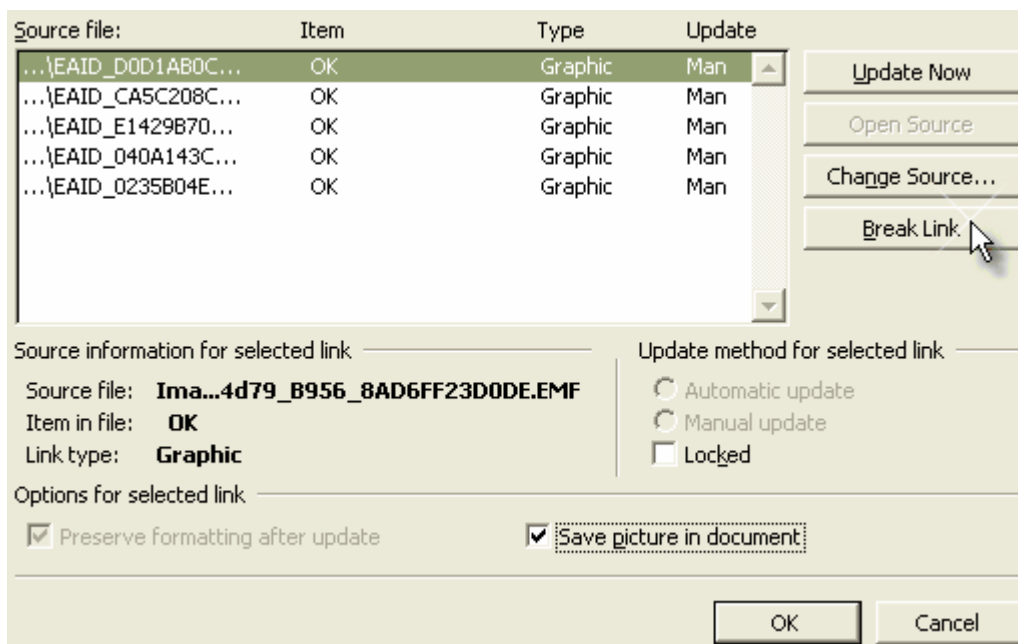 Source file: Item Type Update
...\EAID_D0D1AB0C... OK Graphic Man
...\EAID_CA5C208C... OK Graphic Man
...\EAID_E1429B70... OK Graphic Man
...\EAID_040A143C... OK Graphic Man
...\EAID_0235B04E... OK Graphic Man
Update Now
Open Source
Change Source...
Break Link
Source information for selected link
Source file: Ima...4d79_B956_8AD6FF23D0DE.EMF
Item in file: OK
Link type: Graphic
Update method for selected link
Automatic update
Manual update
Locked
Options for selected link
Preserve formatting after update
Save picture in document
OK
Cancel